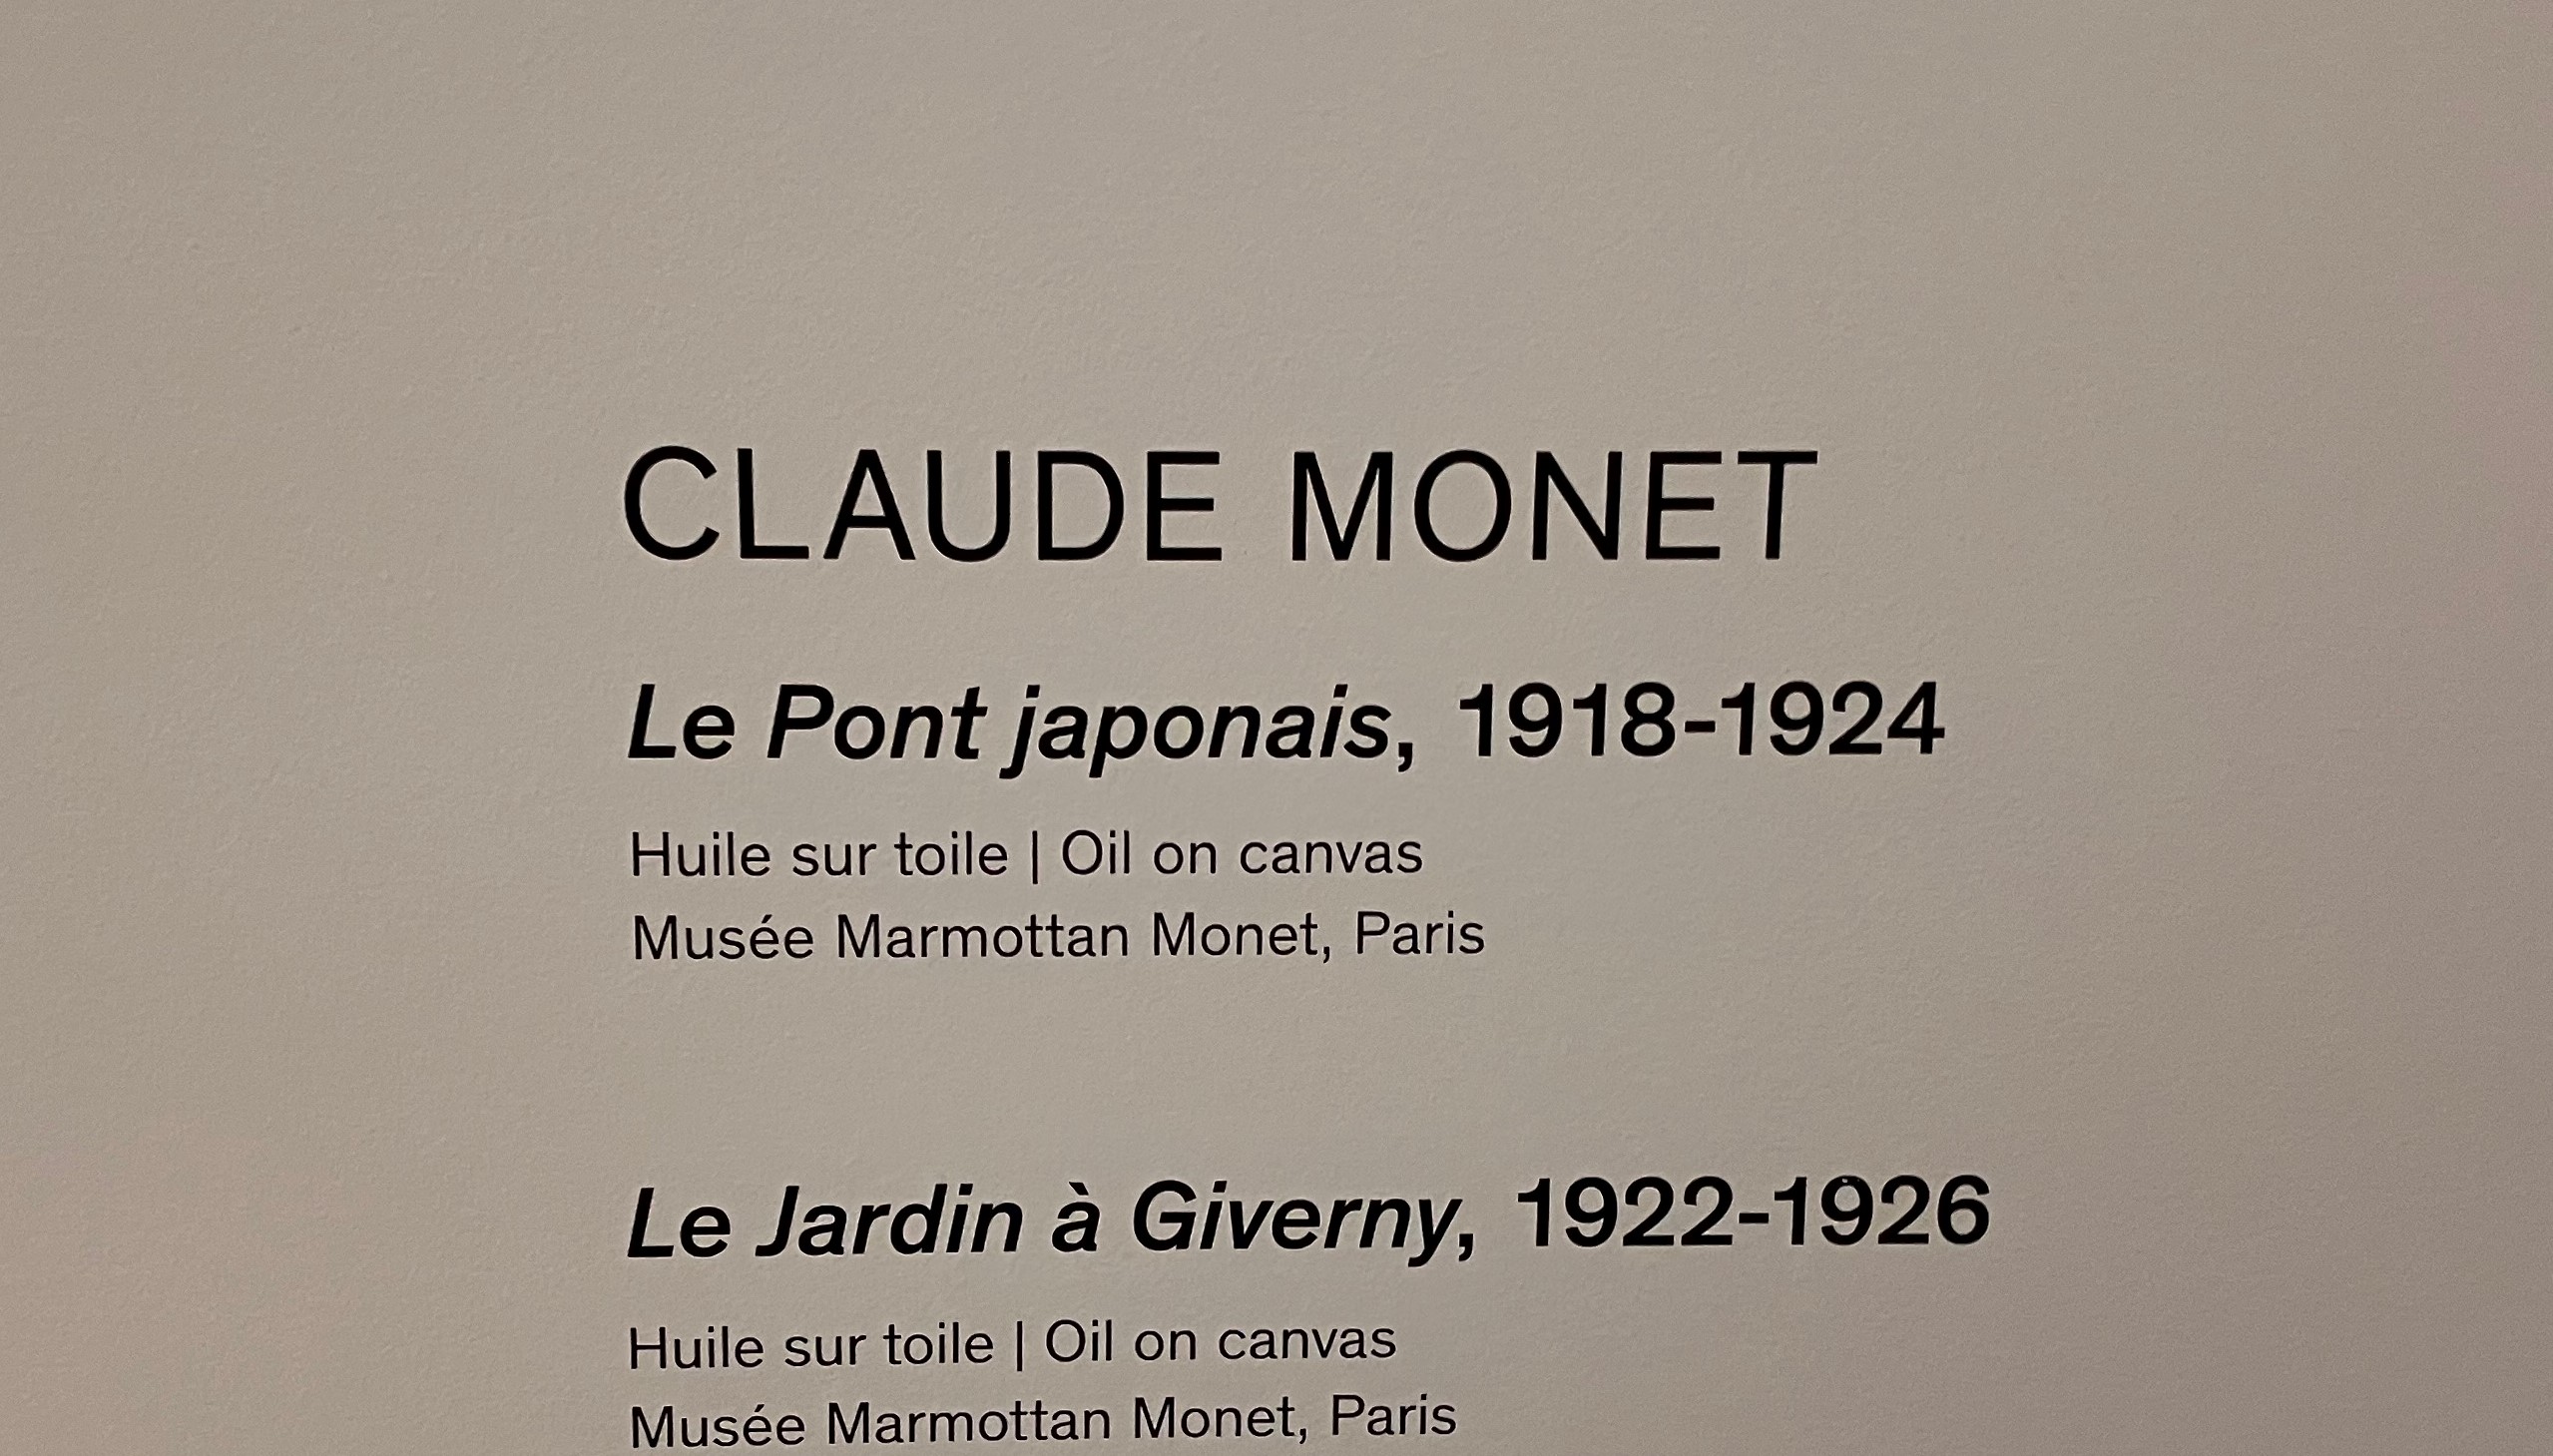 CLAUDE MONET
Le Pont japonais, 1918-1924
Huile sur toile | Oil on canvas
Musée Marmottan Monet, Paris
Le Jardin à Giverny, 1922-1926
Huile sur toile | Oil on canvas
Musée Marmottan Monet, Paris